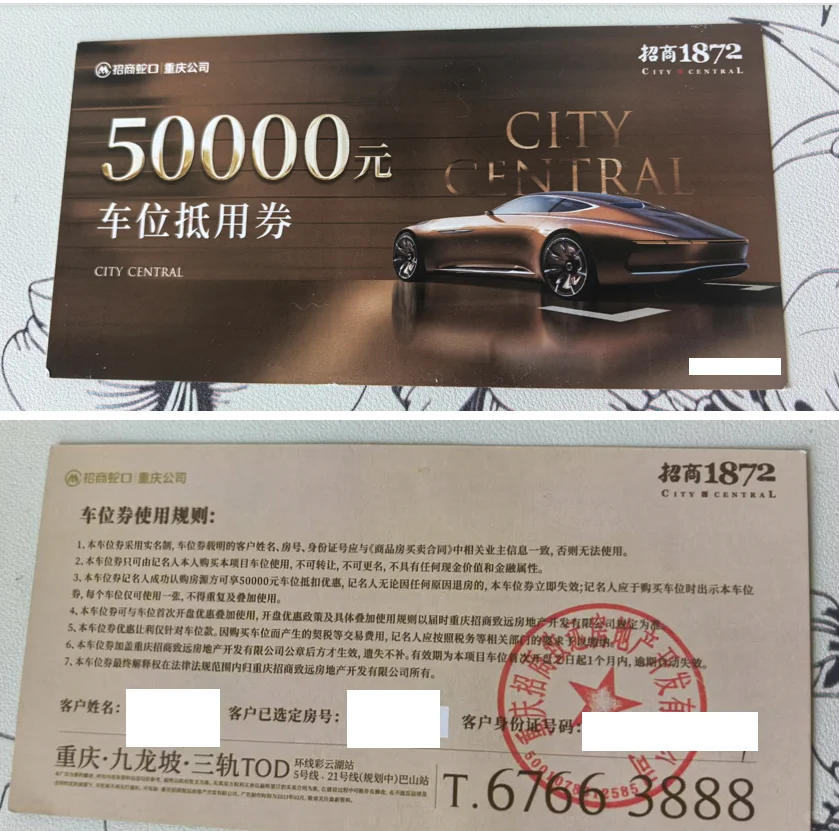 招商蛇口 重庆公司
招商1872
CITY CENTRAL
50000元
CITY
CENTRAL
车位抵用券
CITY CENTRAL
招商蛇口 重庆公司
招商1872
CITY CENTRAL
车位券使用规则：
1、本车位券采用实名制，车位券载明的客户姓名、房号、身份证号应与《商品房买卖合同》中相关业主信息一致，否则无法使用。
2、本车位券只可由记名人本人购买本项目车位使用，不可转让，不可更名，不具有任何现金价值和金融属性。
3、本车位券记名人成功认购房源方可享50000元车位抵扣优惠，记名人无论因任何原因退房的，本车位券立即失效；记名人应于购买车位时出示本车位
券，每个车位仅可使用一张，不得重复及叠加使用。
4、本车位券可与车位首次开盘优惠叠加使用，开盘优惠政策及具体叠加使用规则以届时重庆招商致远房地产开发有限公司规定为准。
5、本车位券优惠让利仅针对车位款，因购买车位而产生的契税等交易费用，记名人应按照税务等相关部门的要求予以缴纳。
6、本车位券加盖重庆招商致远房地产开发有限公司公章后方才生效，遗失不补。有效期为本项目车位首次开盘之日起1个月内，逾期自动失效。
7、本车位券最终解释权在法律法规范围内归重庆招商致远房地产开发有限公司所有。
客户姓名：
客户已选定房号：
客户身份证号码：
重庆·九龙坡·三轨TOD
环线彩云湖站
5号线、21号线(规划中)巴山站
T.6766 3888